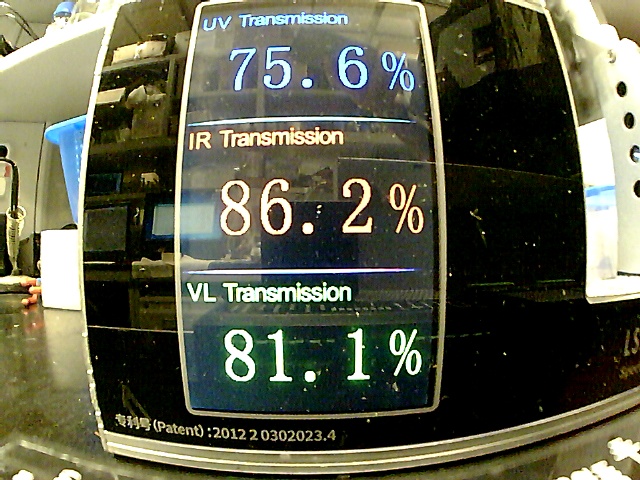 UV Transmission
75.6%
IR Transmission
86.2%
VL Transmission
81.1%
专利号(Patent):2012 2 0302023.4
LS